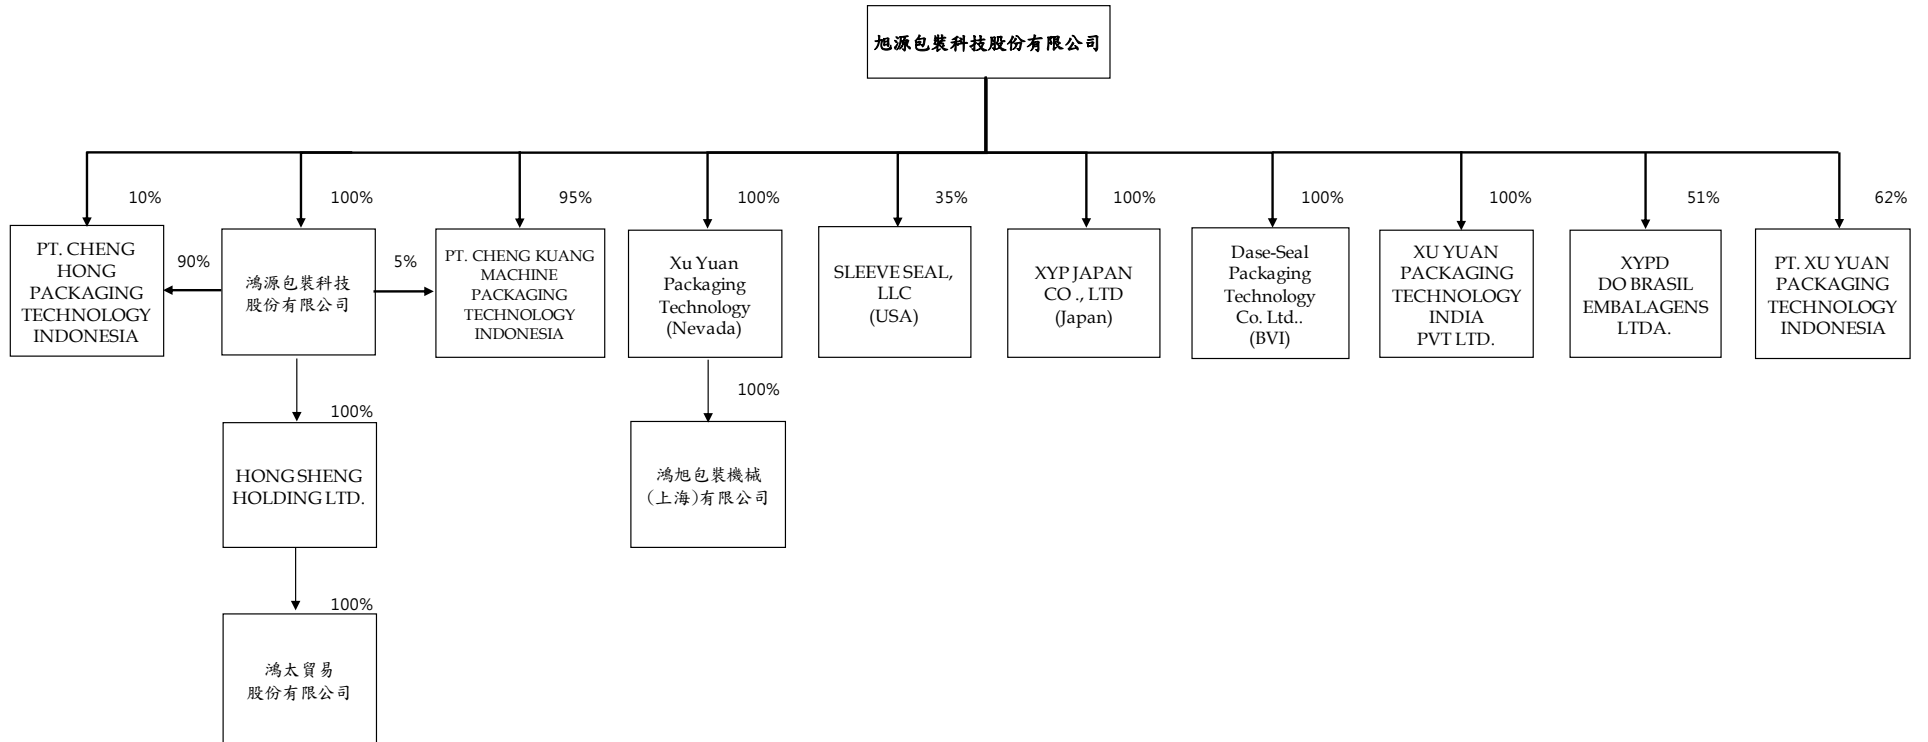 旭源包裝科技股份有限公司
10%
100%
95%
100%
35%
100%
100%
100%
51%
62%
PT. CHENG
HONG
PACKAGING
TECHNOLOGY
INDONESIA
90%
鴻源包裝科技
股份有限公司
5%
PT. CHENG KUANG
MACHINE
PACKAGING
TECHNOLOGY
INDONESIA
Xu Yuan
Packaging
Technology
(Nevada)
SLEEVE SEAL,
LLC
(USA)
XYP JAPAN
CO ., LTD
(Japan)
Dase-Seal
Packaging
Technology
Co. Ltd..
(BVI)
XU YUAN
PACKAGING
TECHNOLOGY
INDIA
PVT LTD.
XYPD
DO BRASIL
EMBALAGENS
LTDA.
PT. XU YUAN
PACKAGING
TECHNOLOGY
INDONESIA
100%
100%
HONG SHENG
HOLDING LTD.
鴻旭包裝機械
(上海)有限公司
100%
鴻太貿易
股份有限公司